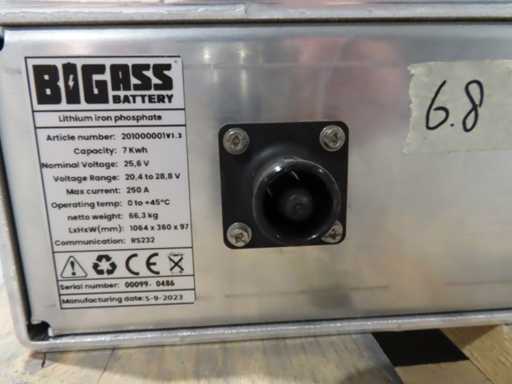 BIGASS
BATTERY
Lithium iron phosphate
Article number: 201000001V1.3
Capacity: 7 Kwh
Nominal Voltage: 25,6 V
Voltage Range: 20,4 to 28,8 V
Max current: 250 A
Operating temp: 0 to +45°C
netto weight: 66,3 kg
LxHxW(mm): 1064 x 360 x 97
Communication: RS232
CE
Serial number: 00099. 0486
Manufacturing date: 5-9-2023
6.8